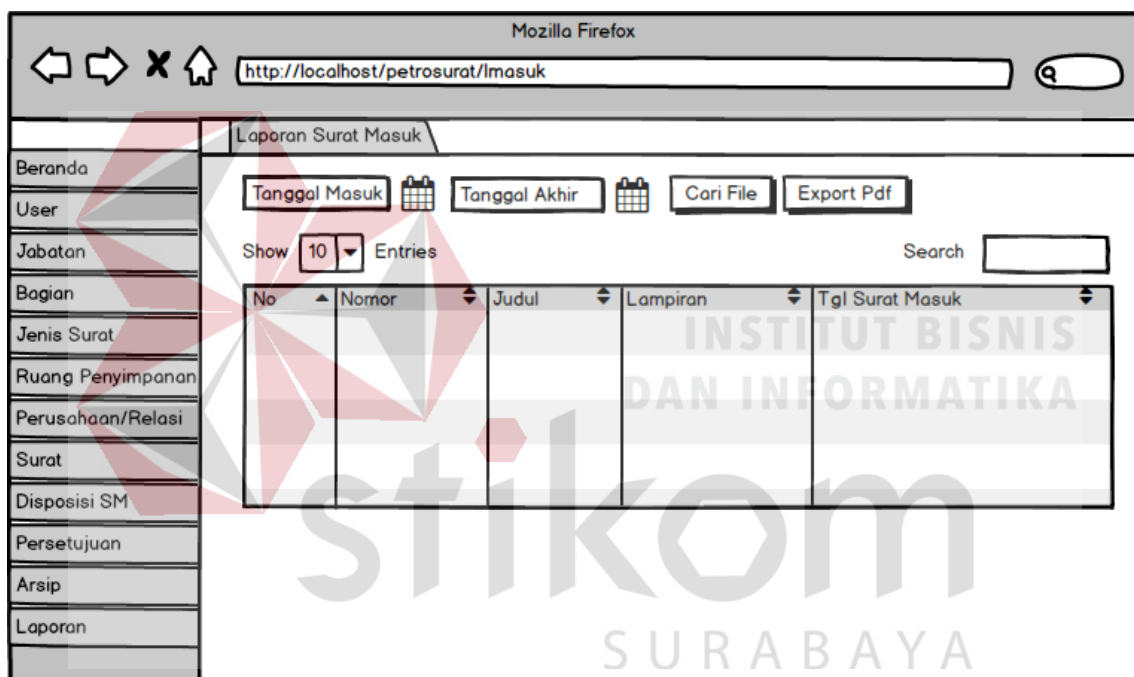 Mozilla Firefox
http://localhost/petrosurat/lmasuk
Laporan Surat Masuk
Beranda
User
Jabatan
Bagian
Jenis Surat
Ruang Penyimpanan
Perusahaan/Relasi
Surat
Disposisi SM
Persetujuan
Arsip
Laporan
Tanggal Masuk Tanggal Akhir Cari File Export Pdf
Show 10 Entries Search
No Nomor Judul Lampiran Tgl Surat Masuk
INSTITUT BISNIS
DAN INFORMATIKA
stikom
SURABAYA